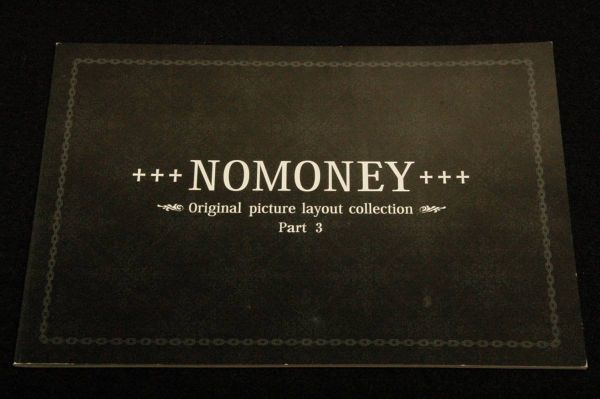 +++NOMONEY+++
Original picture layout collection
Part 3